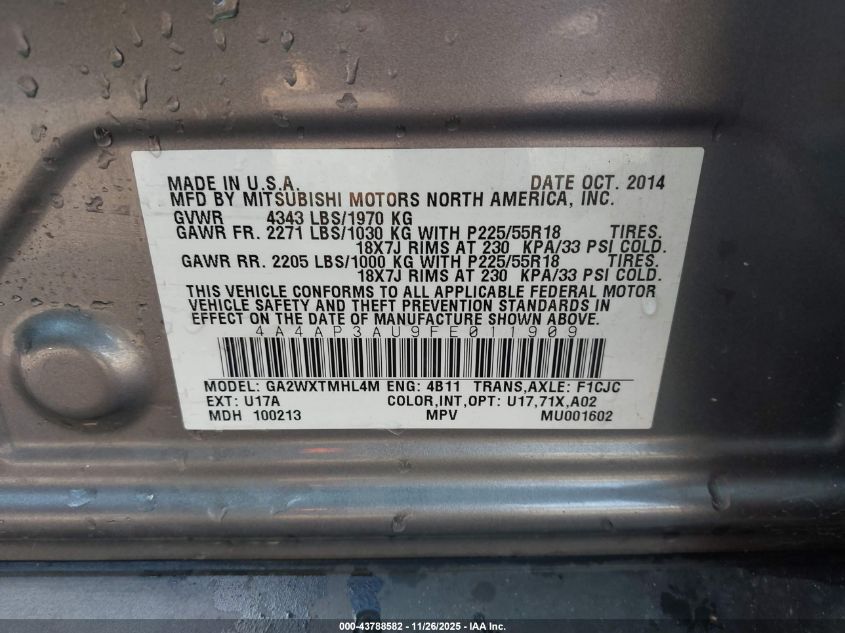 MADE IN U.S.A. DATE OCT. 2014
MFD BY MITSUBISHI MOTORS NORTH AMERICA, INC.
GVWR 4343 LBS/1970 KG
GAWR FR. 2271 LBS/1030 KG WITH P225/55R18 TIRES.
18X7J RIMS AT 230 KPA/33 PSI COLD.
GAWR RR. 2205 LBS/1000 KG WITH P225/55R18 TIRES.
18X7J RIMS AT 230 KPA/33 PSI COLD.
THIS VEHICLE CONFORMS TO ALL APPLICABLE FEDERAL MOTOR
VEHICLE SAFETY AND THEFT PREVENTION STANDARDS IN
EFFECT ON THE DATE OF MANUFACTURE SHOWN ABOVE.
4A4AP3AU9FE011909
MODEL: GA2WXTMHL4M ENG: 4B11 TRANS,AXLE: F1CJC
EXT: U17A COLOR,INT,OPT: U17,71X,A02
MDH 100213 MPV MU001602
000-43788582 | 11/26/2025 | IAA Inc.